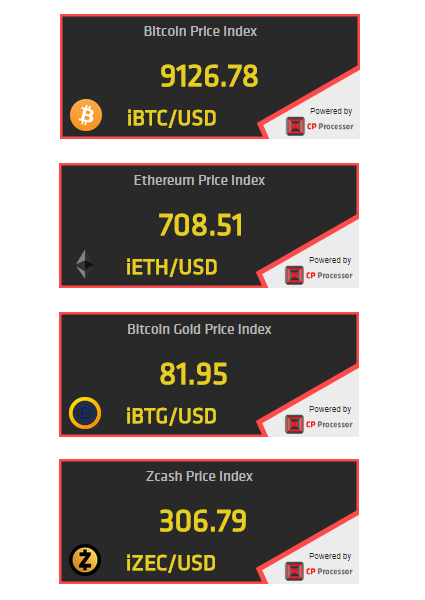 Bitcoin Price Index
9126.78
iBTC/USD
Powered by
CP Processor
Ethereum Price Index
708.51
iETH/USD
Powered by
CP Processor
Bitcoin Gold Price Index
81.95
iBTG/USD
Powered by
CP Processor
Zcash Price Index
306.79
iZEC/USD
Powered by
CP Processor